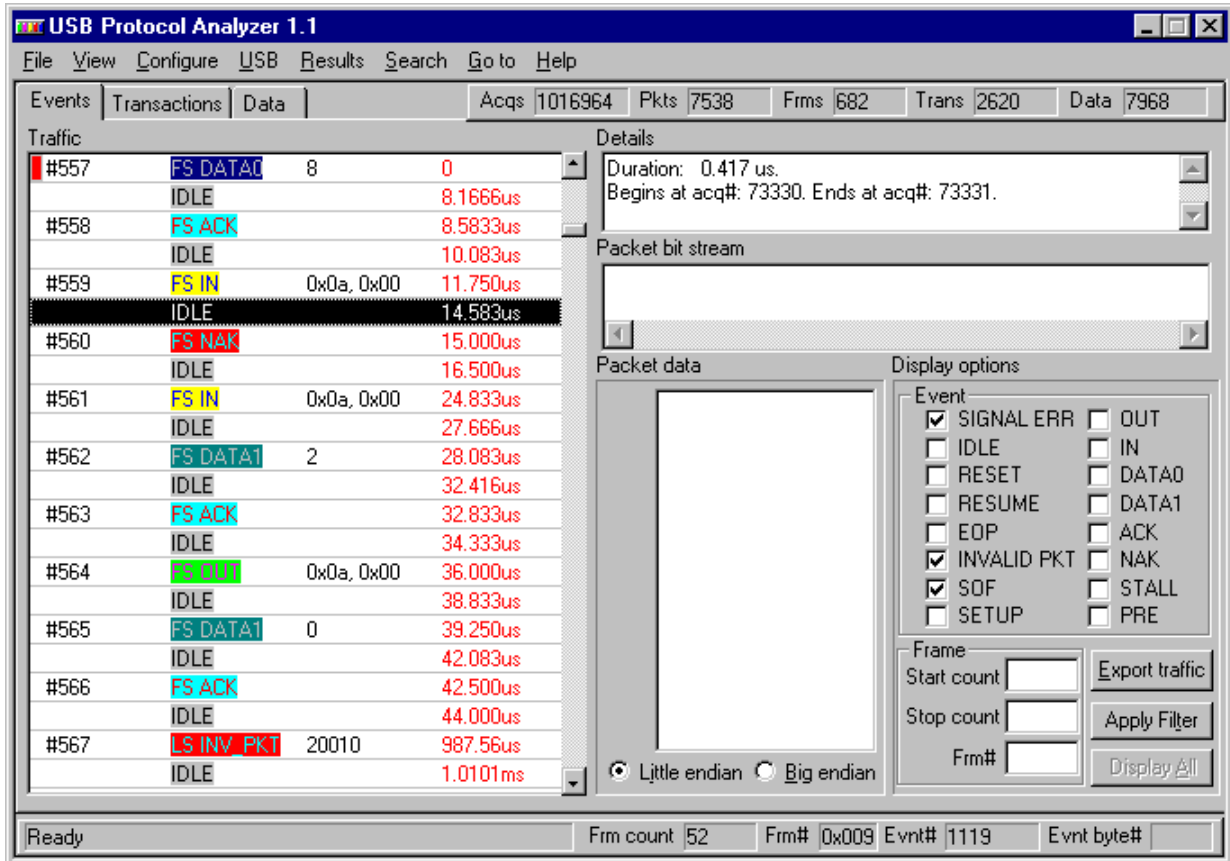 USB Protocol Analyzer 1.1
File View Configure USB Results Search Go to Help
Events Transactions Data Acqs 1016964 Pkts 7538 Frms 682 Trans 2620 Data 7968
Traffic
#557 FS DATA0 8 0
IDLE 8.1666us
#558 FS ACK 8.5833us
IDLE 10.083us
#559 FS IN 0x0a, 0x00 11.750us
IDLE 14.583us
#560 FS NAK 15.000us
IDLE 16.500us
#561 FS IN 0x0a, 0x00 24.833us
IDLE 27.666us
#562 FS DATA1 2 28.083us
IDLE 32.416us
#563 FS ACK 32.833us
IDLE 34.333us
#564 FS OUT 0x0a, 0x00 36.000us
IDLE 38.833us
#565 FS DATA1 0 39.250us
IDLE 42.083us
#566 FS ACK 42.500us
IDLE 44.000us
#567 LS INV_PKT 20010 987.56us
IDLE 1.0101ms
Details
Duration: 0.417 us.
Begins at acq#: 73330. Ends at acq#: 73331.
Packet bit stream
Packet data
Little endian Big endian
Display options
Event
SIGNAL ERR OUT
IDLE IN
RESET DATA0
RESUME DATA1
EOP ACK
INVALID PKT NAK
SOF STALL
SETUP PRE
Frame
Start count
Stop count
Frm#
Export traffic
Apply Filter
Display All
Ready Frm count 52 Frm# 0x009 Evnt# 1119 Evnt byte#